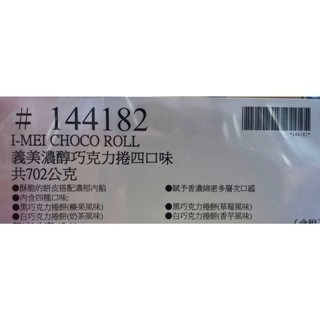 # 144182
*144182*
I-MEI CHOCO ROLL
義美濃醇巧克力捲四口味
共702公克
●酥脆的餅皮搭配濃郁內餡 ●賦予香濃綿密多層次口感
●內含四種口味:
●黑巧克力捲餅(榛果風味) ●黑巧克力捲餅(草莓風味)
●白巧克力捲餅(奶茶風味) ●白巧克力捲餅(香芋風味)